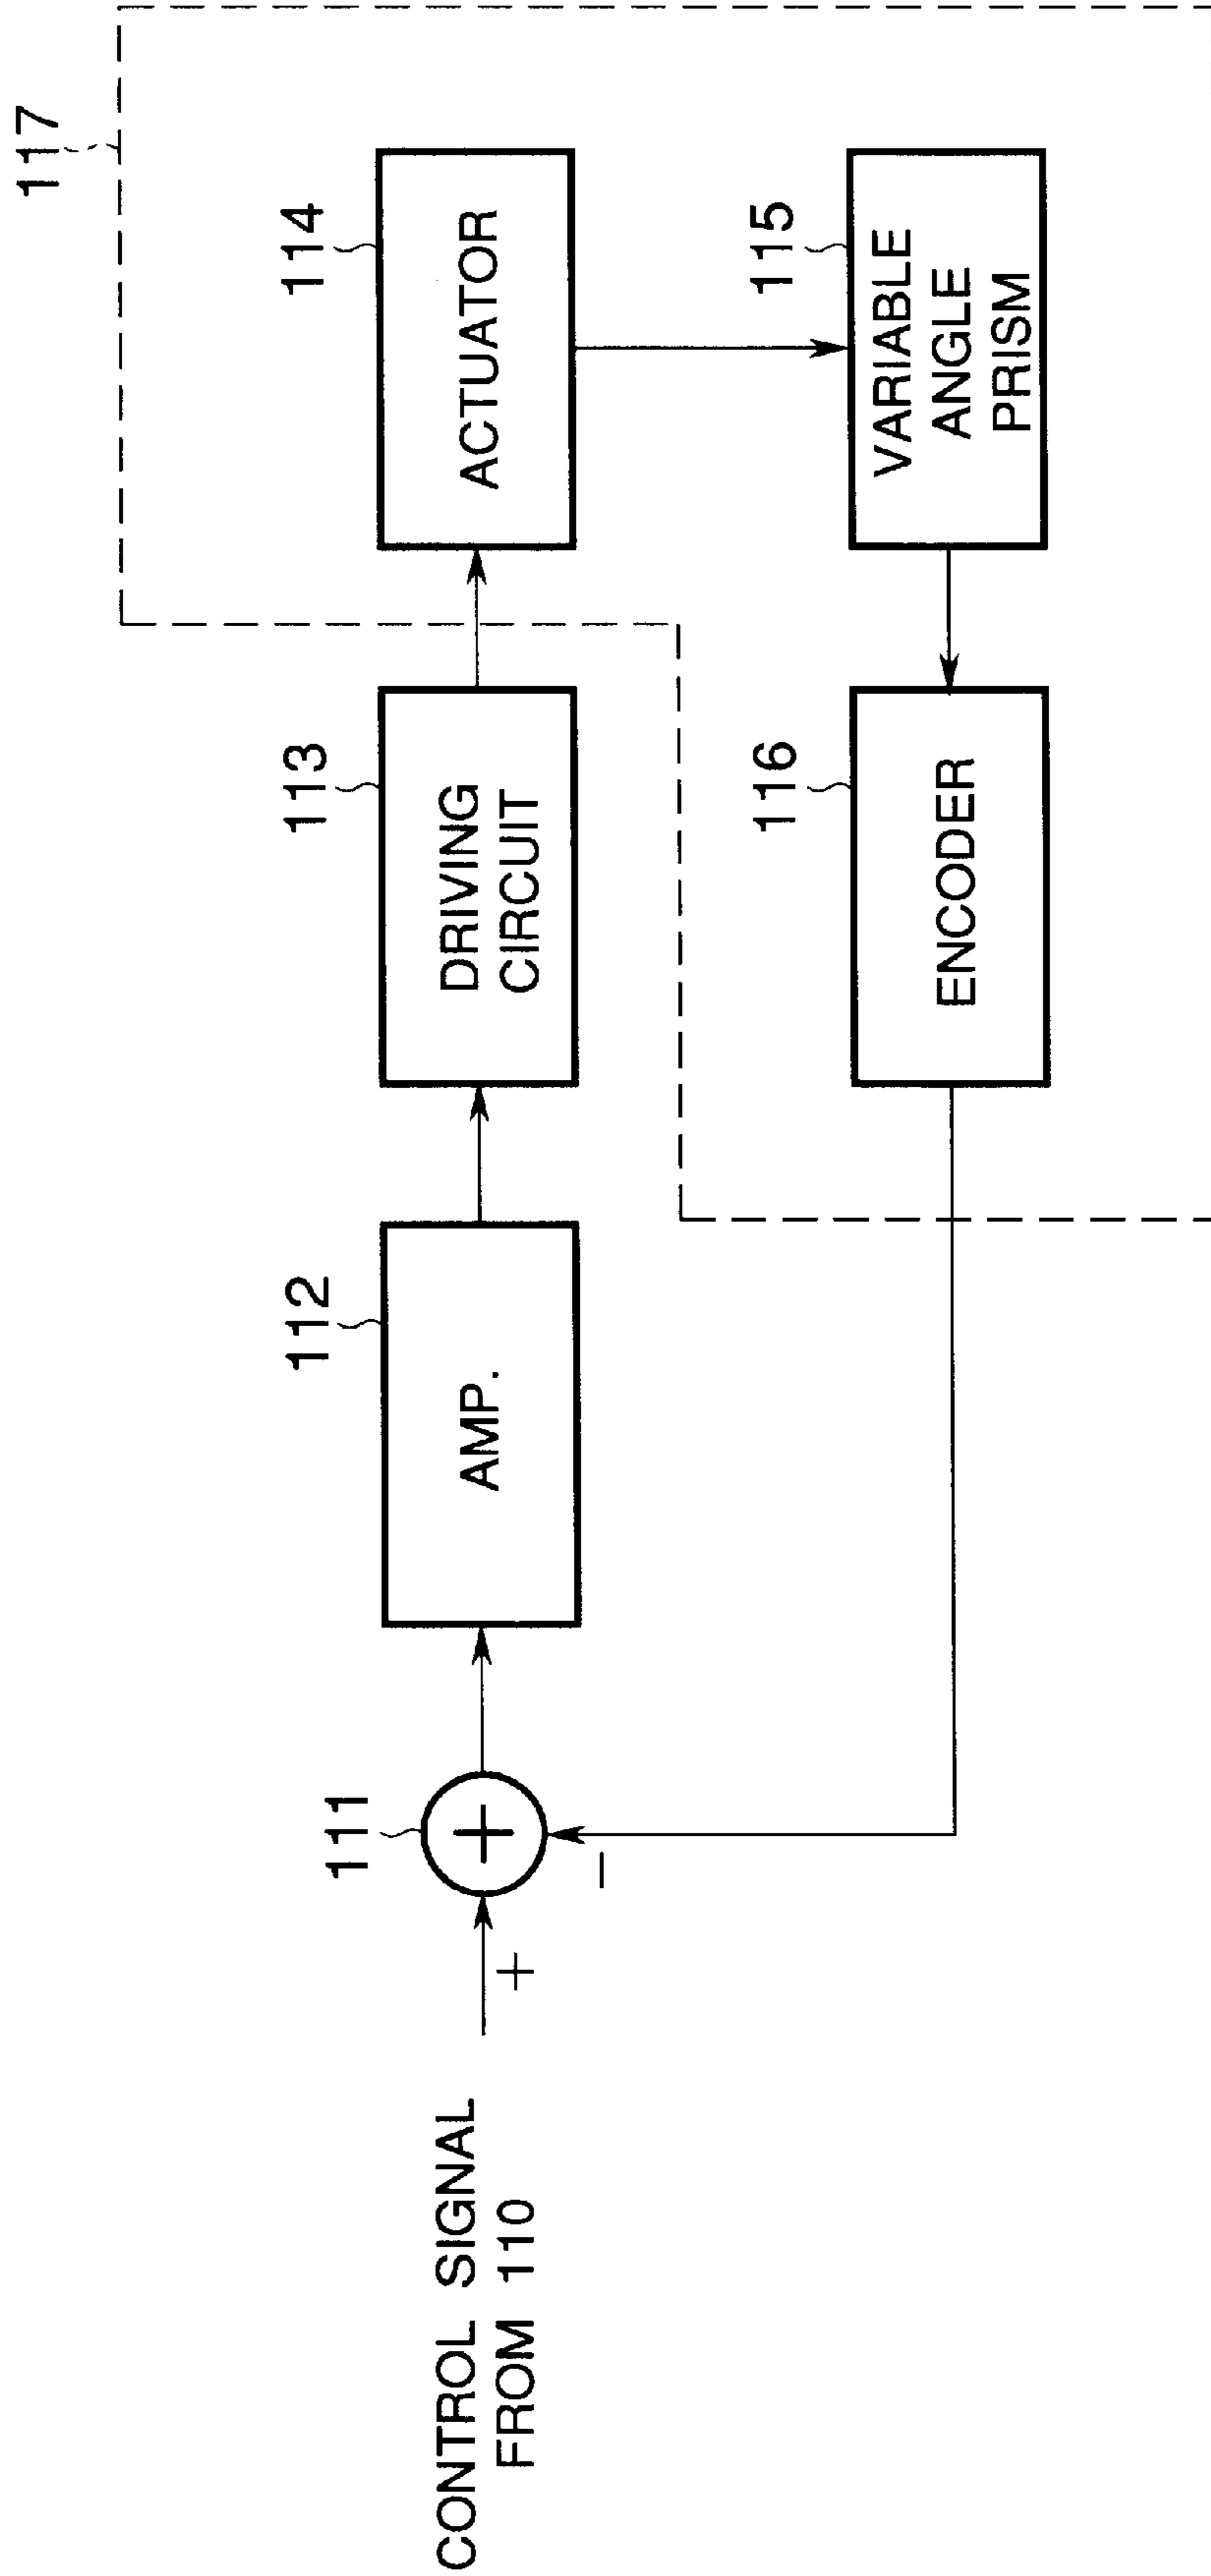 117
114
ACTUATOR
115
VARIABLE
ANGLE
PRISM
113
DRIVING
CIRCUIT
116
ENCODER
112
AMP.
111
+
−
+
CONTROL SIGNAL
FROM 110